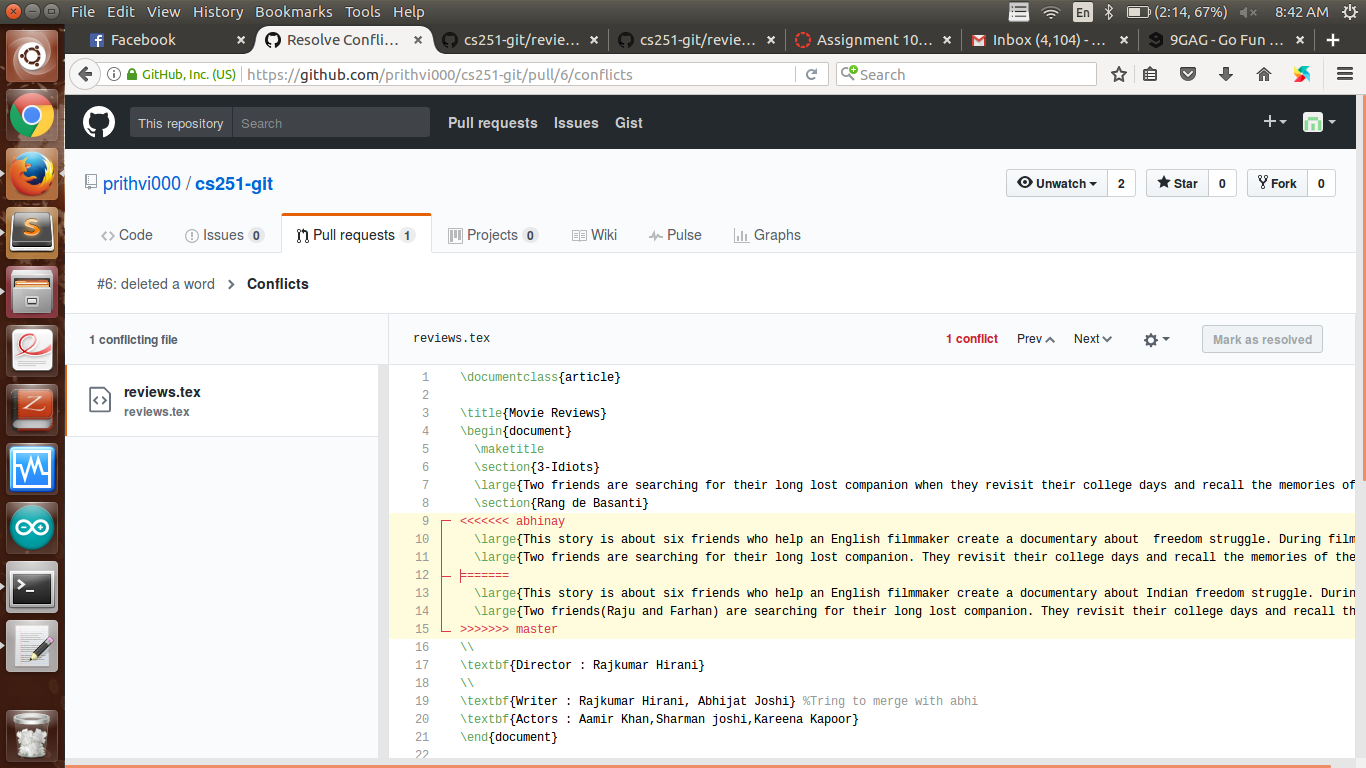 File Edit View History Bookmarks Tools Help En (2:14, 67%) 8:42 AM
Facebook × Resolve Confli... × cs251-git/revie... × cs251-git/revie... × Assignment 10... × Inbox (4,104) - ... × 9GAG - Go Fun ... ×
GitHub, Inc. (US) https://github.com/prithvi000/cs251-git/pull/6/conflicts Search
This repository Search Pull requests Issues Gist
prithvi000 / cs251-git Unwatch 2 Star 0 Fork 0
Code Issues 0 Pull requests 1 Projects 0 Wiki Pulse Graphs
#6: deleted a word Conflicts
1 conflicting file reviews.tex 1 conflict Prev Next Mark as resolved
reviews.tex
reviews.tex
1 \documentclass{article}
2
3 \title{Movie Reviews}
4 \begin{document}
5 \maketitle
6 \section{3-Idiots}
7 \large{Two friends are searching for their long lost companion when they revisit their college days and recall the memories of
8 \section{Rang de Basanti}
9 <<<<<<< abhinay
10 \large{This story is about six friends who help an English filmmaker create a documentary about  freedom struggle. During film
11 \large{Two friends are searching for their long lost companion. They revisit their college days and recall the memories of the
12 =======
13 \large{This story is about six friends who help an English filmmaker create a documentary about Indian freedom struggle. Durin
14 \large{Two friends(Raju and Farhan) are searching for their long lost companion. They revisit their college days and recall th
15 >>>>>>> master
16 \\
17 \textbf{Director : Rajkumar Hirani}
18 \\
19 \textbf{Writer : Rajkumar Hirani, Abhijat Joshi} %Tring to merge with abhi
20 \textbf{Actors : Aamir Khan,Sharman joshi,Kareena Kapoor}
21 \end{document}
22